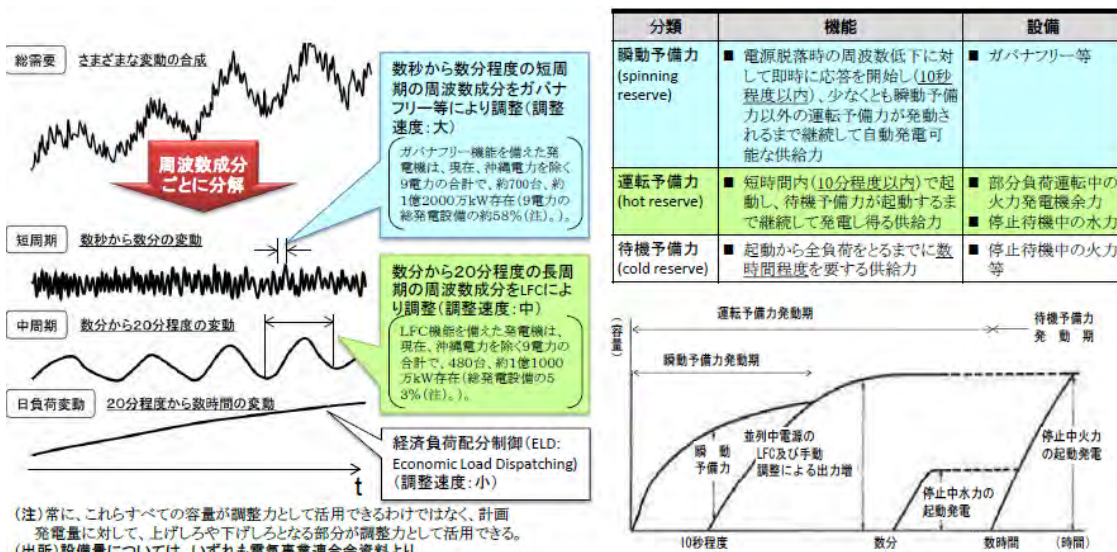 総需要
さまざまな変動の合成
周波数成分
ごとに分解
短周期
数秒から数分の変動
中周期
数分から20分程度の変動
日負荷変動
20分程度から数時間の変動
t
数秒から数分程度の短周
期の周波数成分をガバナ
フリー等により調整(調整
速度:大)
ガバナフリー機能を備えた発
電機は、現在、沖縄電力を除く
9電力の合計で、約700台、約
1億2000万kW存在(9電力の
総発電設備の約58%(注)。)。
数分から20分程度の長周
期の周波数成分をLFCによ
り調整(調整速度:中)
LFC機能を備えた発電機は、
現在、沖縄電力を除く9電力の
合計で、480台、約1億1000
万kW存在(総発電設備の5
3%(注)。)。
経済負荷配分制御(ELD:
Economic Load Dispatching)
(調整速度:小)
(注)常に、これらすべての容量が調整力として活用できるわけではなく、計画
発電量に対して、上げしろや下げしろとなる部分が調整力として活用できる。
(出所)設備量については、いずれも電気事業連合会資料より
分類 機能 設備
瞬動予備力
(spinning
reserve)
■ 電源脱落時の周波数低下に対
して即時に応答を開始し(10秒
程度以内)、少なくとも瞬動予備
力以外の運転予備力が発動さ
れるまで継続して自動発電可
能な供給力
■ ガバナフリー等
運転予備力
(hot reserve)
■ 短時間内(10分程度以内)で起
動し、待機予備力が起動するま
で継続して発電し得る供給力
■ 部分負荷運転中の
火力発電機余力
■ 停止待機中の水力
待機予備力
(cold reserve)
■ 起動から全負荷をとるまでに数
時間程度を要する供給力
■ 停止待機中の火力
等
(容量)
運転予備力発動期
待機予備力
発動期
瞬動予備力発動期
瞬動
予備力
並列中電源の
LFC及び手動
調整による出力増
停止中水力の
起動発電
停止中火力
の起動発電
10秒程度
数分
数時間
(時間)